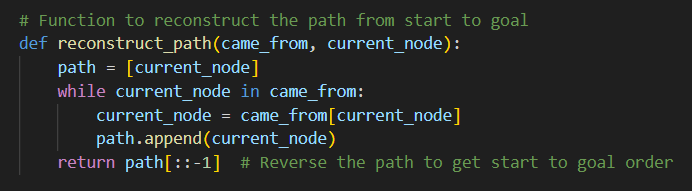 # Function to reconstruct the path from start to goal
def reconstruct_path(came_from, current_node):
    path = [current_node]
    while current_node in came_from:
        current_node = came_from[current_node]
        path.append(current_node)
    return path[::-1]  # Reverse the path to get start to goal order